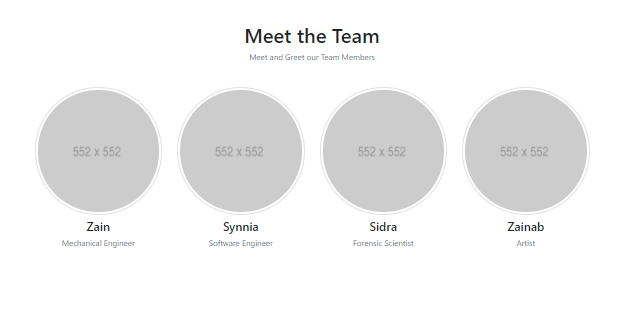 Meet the Team
Meet and Greet our Team Members
552 x 552
552 x 552
552 x 552
552 x 552
Zain
Synnia
Sidra
Zainab
Mechanical Engineer
Software Engineer
Forensic Scientist
Artist